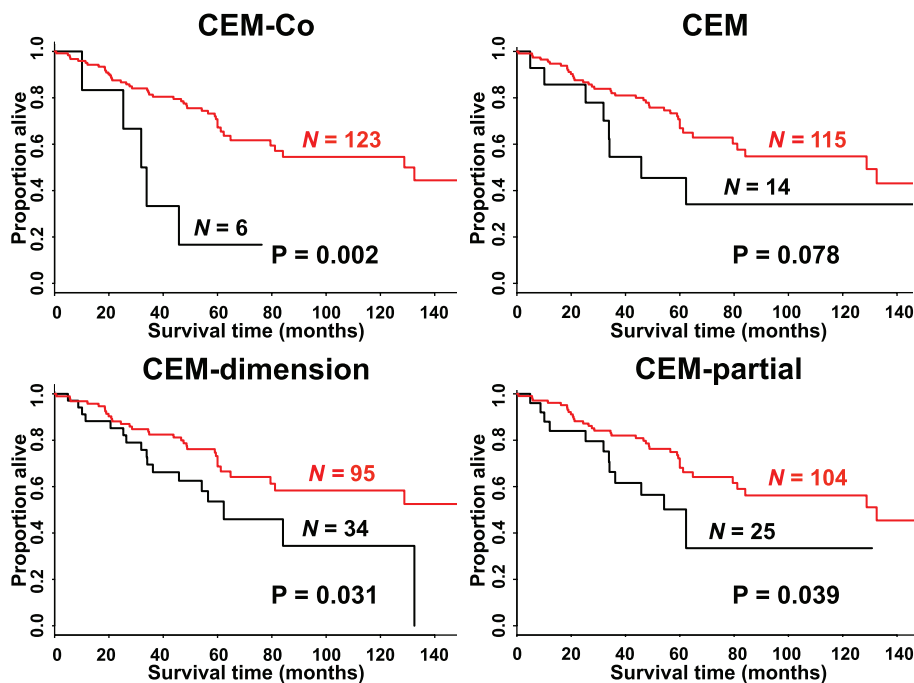 CEM-Co
Proportion alive
0.0 0.2 0.4 0.6 0.8 1.0
N = 123
N = 6
P = 0.002
0 20 40 60 80 100 120 140
Survival time (months)
CEM
Proportion alive
0.0 0.2 0.4 0.6 0.8 1.0
N = 115
N = 14
P = 0.078
0 20 40 60 80 100 120 140
Survival time (months)
CEM-dimension
Proportion alive
0.0 0.2 0.4 0.6 0.8 1.0
N = 95
N = 34
P = 0.031
0 20 40 60 80 100 120 140
Survival time (months)
CEM-partial
Proportion alive
0.0 0.2 0.4 0.6 0.8 1.0
N = 104
N = 25
P = 0.039
0 20 40 60 80 100 120 140
Survival time (months)